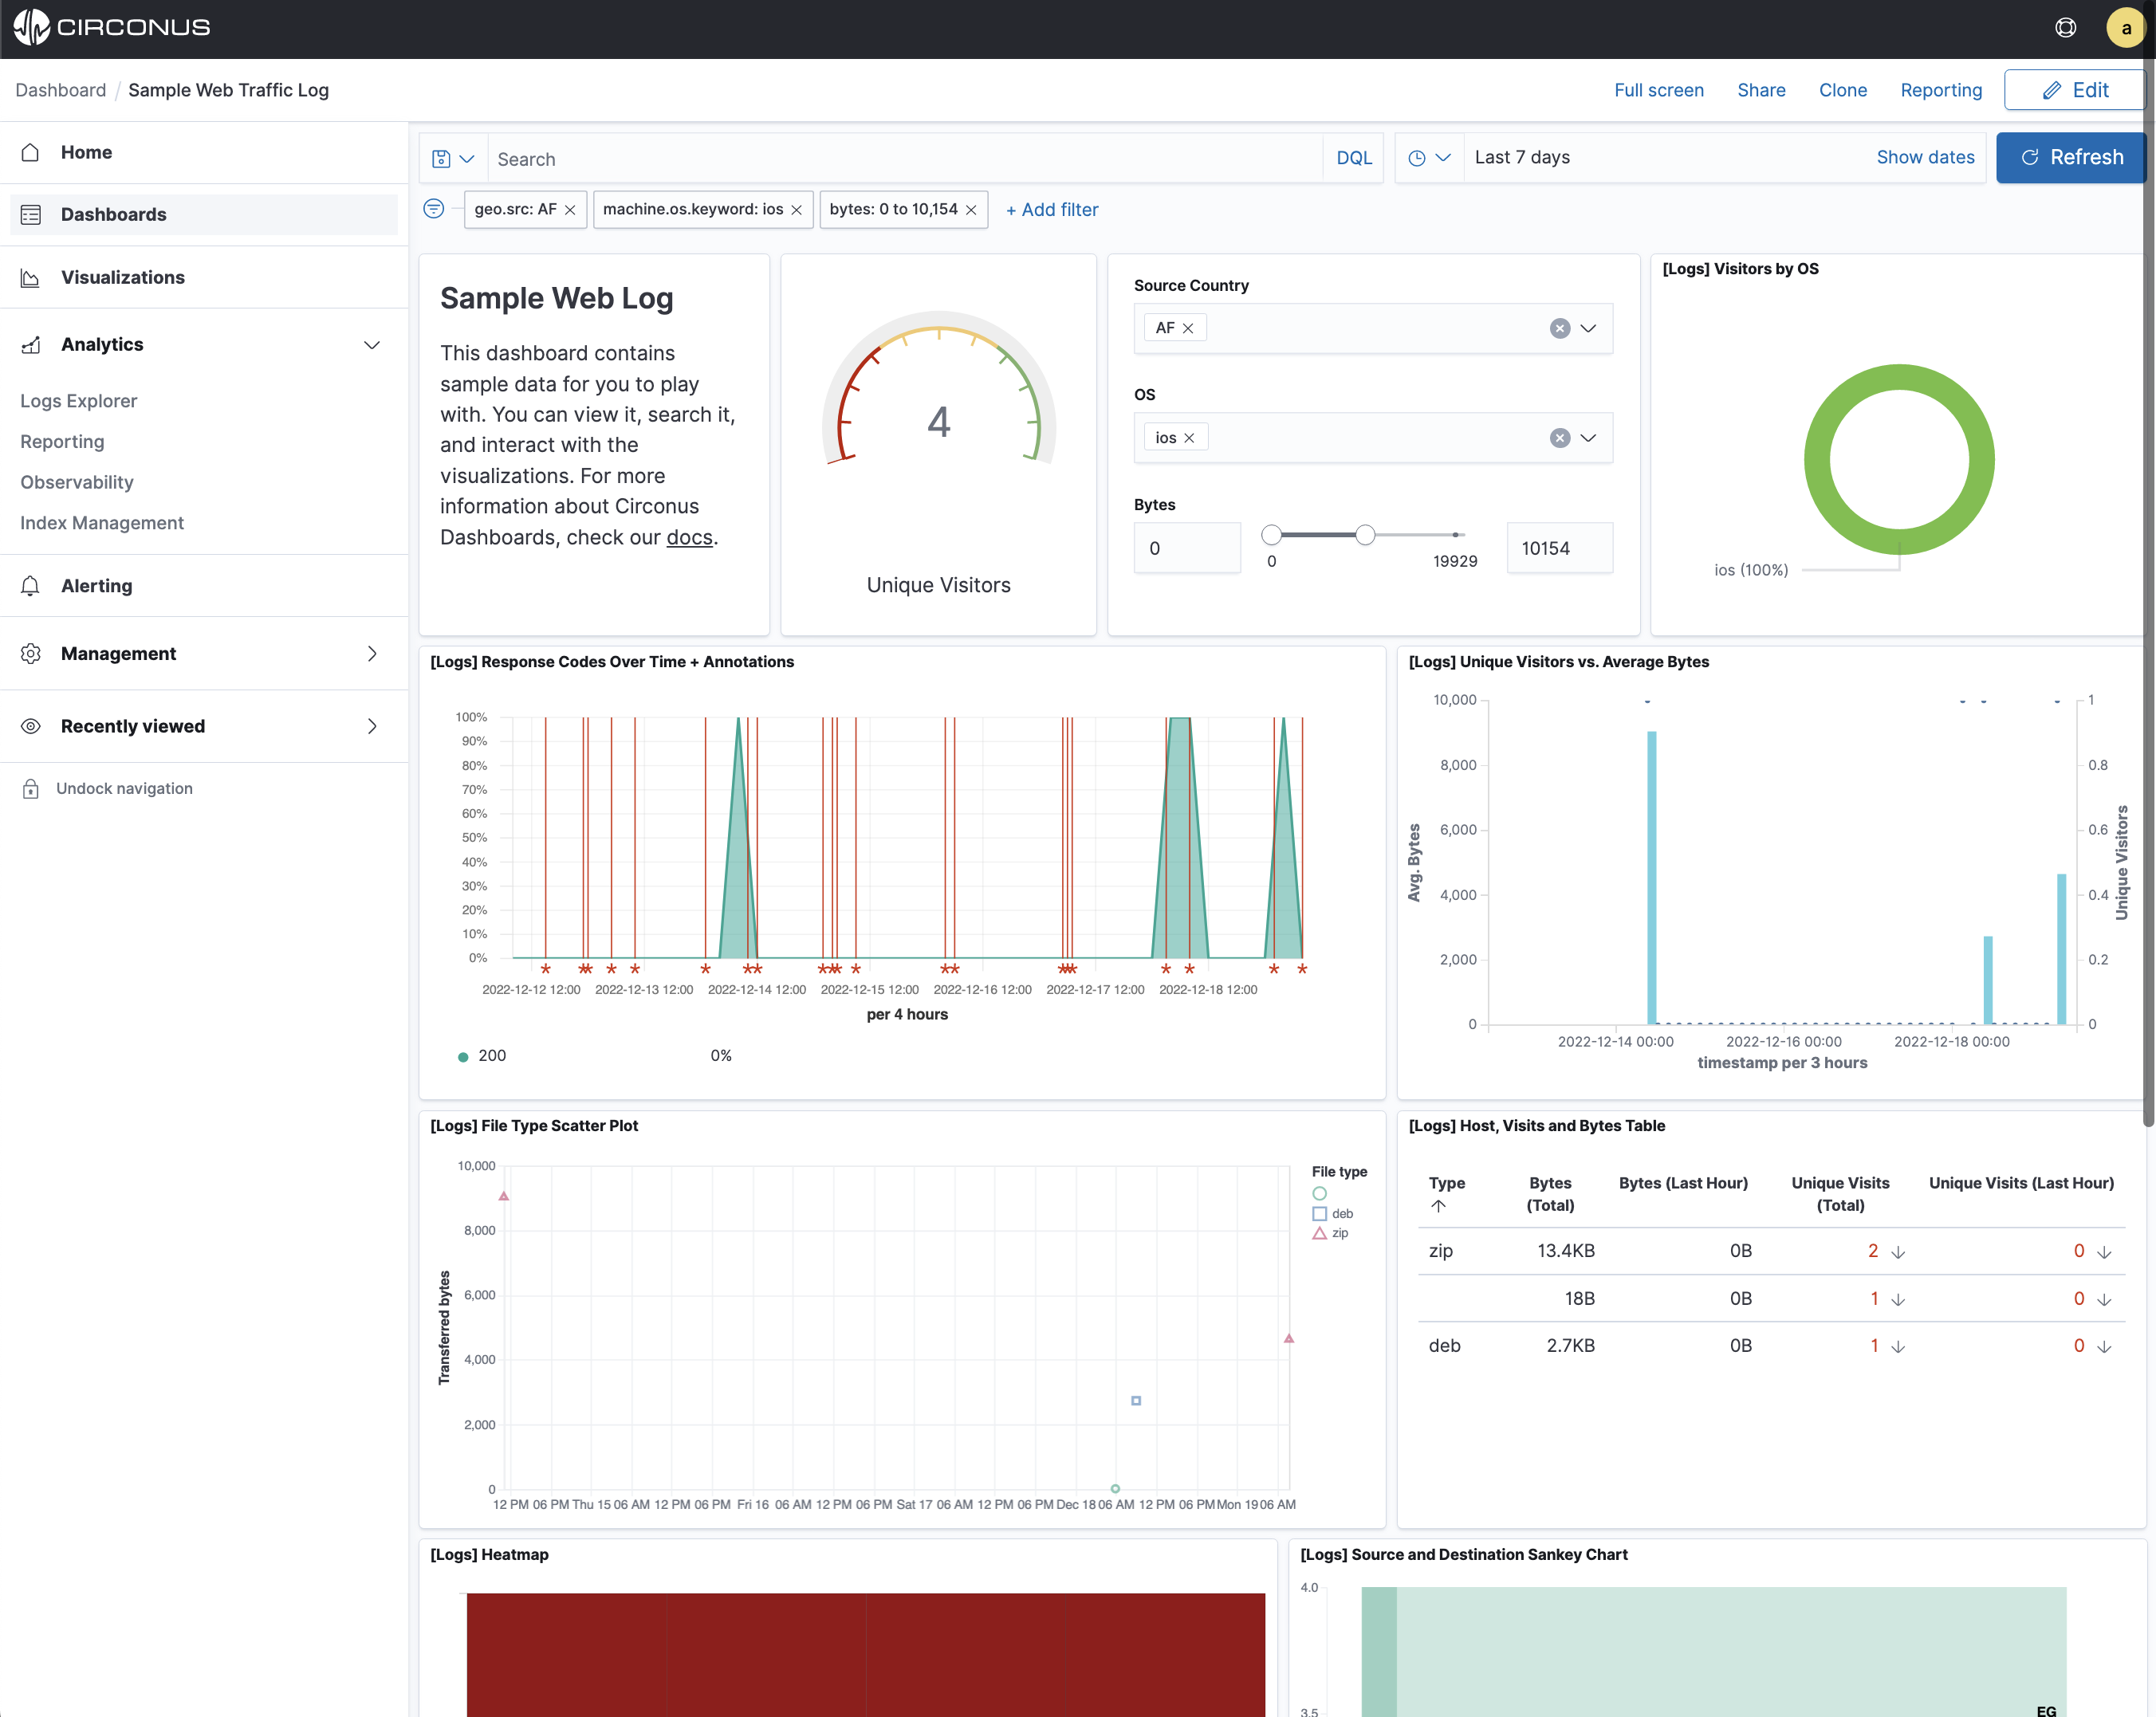 CIRCONUS
a
Dashboard / Sample Web Traffic Log
Full screen Share Clone Reporting Edit
Home
Dashboards
Visualizations
Analytics
Logs Explorer
Reporting
Observability
Index Management
Alerting
Management
Recently viewed
Undock navigation
Search DQL
Last 7 days Show dates
Refresh
geo.src: AF machine.os.keyword: ios bytes: 0 to 10,154 + Add filter
Sample Web Log
This dashboard contains
sample data for you to play
with. You can view it, search it,
and interact with the
visualizations. For more
information about Circonus
Dashboards, check our docs.
4
Unique Visitors
Source Country
AF
OS
ios
Bytes
0
0 19929
10154
[Logs] Visitors by OS
ios (100%)
[Logs] Response Codes Over Time + Annotations
100%
90%
80%
70%
60%
50%
40%
30%
20%
10%
0%
2022-12-12 12:00 2022-12-13 12:00 2022-12-14 12:00 2022-12-15 12:00 2022-12-16 12:00 2022-12-17 12:00 2022-12-18 12:00
per 4 hours
200 0%
[Logs] Unique Visitors vs. Average Bytes
10,000
8,000
6,000
4,000
2,000
0
Avg. Bytes
1
0.8
0.6
0.4
0.2
0
Unique Visitors
2022-12-14 00:00 2022-12-16 00:00 2022-12-18 00:00
timestamp per 3 hours
[Logs] File Type Scatter Plot
10,000
8,000
6,000
4,000
2,000
0
Transferred bytes
12 PM 06 PM Thu 15 06 AM 12 PM 06 PM Fri 16 06 AM 12 PM 06 PM Sat 17 06 AM 12 PM 06 PM Dec 18 06 AM 12 PM 06 PM Mon 19 06 AM
File type
deb
zip
[Logs] Host, Visits and Bytes Table
Type Bytes (Total) Bytes (Last Hour) Unique Visits (Total) Unique Visits (Last Hour)
zip 13.4KB 0B 2 0
18B 0B 1 0
deb 2.7KB 0B 1 0
[Logs] Heatmap
[Logs] Source and Destination Sankey Chart
4.0
3.5
EG